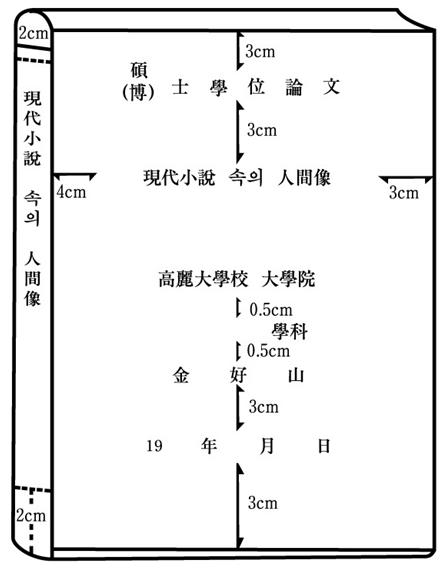 2cm
現代小說 속의 人間像
2cm
3cm
碩
(博) 士 學 位 論 文
3cm
4cm
現代小說 속의 人間像
3cm
高麗大學校 大學院
0.5cm
學科
0.5cm
金 好 山
3cm
19 年 月 日
3cm